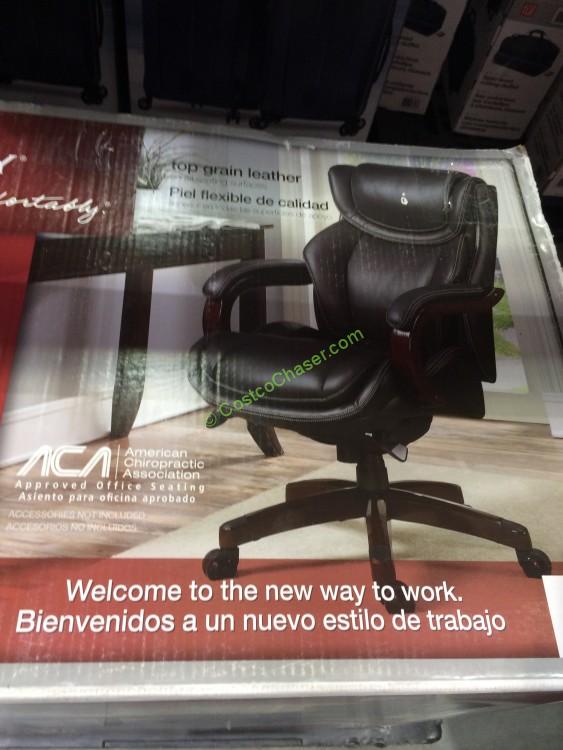 top grain leather
Piel flexible de calidad
© CostcoChaser.com
ACA American
Chiropractic
Association
Approved Office Seating
Asiento para oficina aprobado
ACCESSORIES NOT INCLUDED.
ACCESORIOS NO INCLUIDOS.
Welcome to the new way to work.
Bienvenidos a un nuevo estilo de trabajo